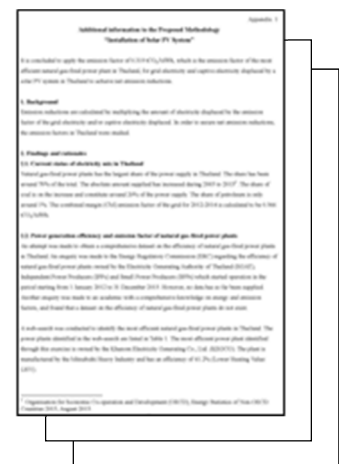 Appendix 1
Additional information to the Proposed Methodology
"Installation of Solar PV System"
It is concluded to apply the emission factor of 0.319 tCO₂/MWh, which is the emission factor of the most
efficient natural gas-fired power plant in Thailand, for grid electricity and captive electricity displaced by a
solar PV system in Thailand to achieve net emission reductions.
1. Background
Emission reductions are calculated by multiplying the amount of electricity displaced by the emission
factor of the grid electricity and/or captive electricity displaced. In order to secure net emission reductions,
the emission factors in Thailand were studied.
1. Findings and rationales
1.1. Current status of electricity mix in Thailand
Natural gas-fired power plants has the largest share of the power supply in Thailand. The share has been
around 70% of the total. The absolute amount supplied has increased during 2005 to 2013¹. The share of
coal is on the increase and constitute around 20% of the power supply. The share of petroleum is only
around 1%. The combined margin (CM) emission factor of the grid for 2012-2014 is calculated to be
tCO₂/MWh.
1.2. Power generation efficiency and emission factor of natural gas-fired power plants
An attempt was made to obtain a comprehensive dataset on the efficiency of natural gas-fired power plants
in Thailand. An inquiry was made to the Energy Regulatory Commission (ERC) regarding the efficiency of
natural gas-fired power plants owned by the Electricity Generating Authority of Thailand (EGAT),
Independent Power Producers (IPPs) and Small Power Producers (SPPs) which started operation in the
period starting from 1 January 2012 to 31 December 2015. However, no data has so far been supplied.
Another inquiry was made to an academic with a comprehensive knowledge on energy and emission
factors, and found that a dataset on the efficiency of natural gas-fired power plants do not exist.
A web-search was conducted to identify the most efficient natural gas-fired power plants in Thailand. The
power plants identified in the web-search are listed in Table 1. The most efficient power plant identified
through this exercise is owned by the Khanom Electricity Generating Co., Ltd. The plant is
manufactured by the Mitsubishi Heavy Industry and has an efficiency of 61.2% (Lower Heating Value
LHV).
¹ Organisation for Economic Co-operation and Development (OECD), Energy Statistics of Non-OECD
Countries 2015, August 2015